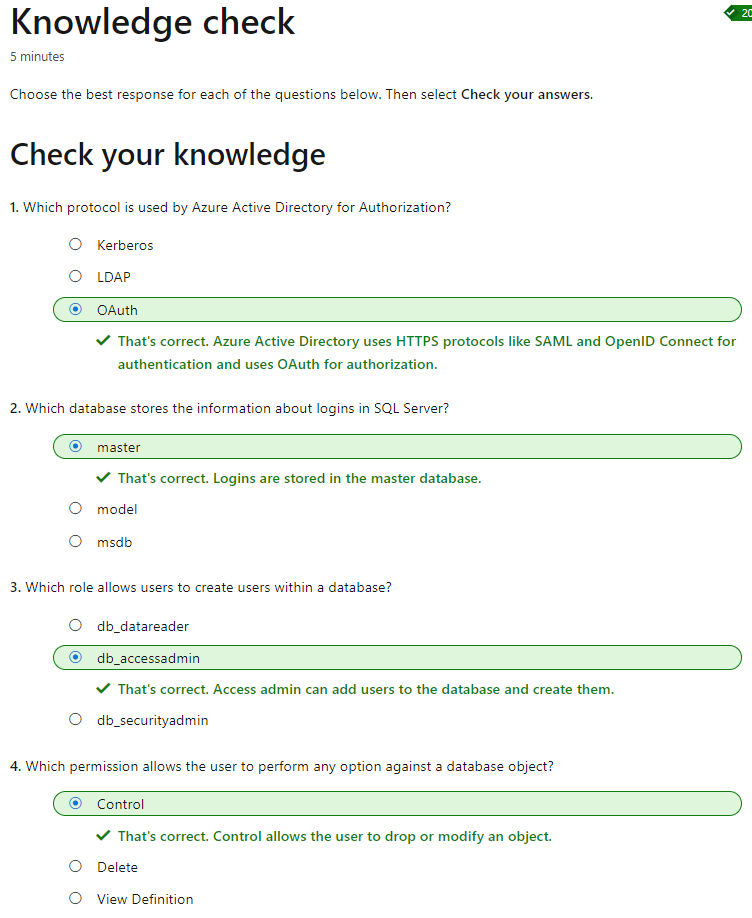 Knowledge check
20
5 minutes
Choose the best response for each of the questions below. Then select Check your answers.
Check your knowledge
1. Which protocol is used by Azure Active Directory for Authorization?
Kerberos
LDAP
OAuth
That's correct. Azure Active Directory uses HTTPS protocols like SAML and OpenID Connect for
authentication and uses OAuth for authorization.
2. Which database stores the information about logins in SQL Server?
master
That's correct. Logins are stored in the master database.
model
msdb
3. Which role allows users to create users within a database?
db_datareader
db_accessadmin
That's correct. Access admin can add users to the database and create them.
db_securityadmin
4. Which permission allows the user to perform any option against a database object?
Control
That's correct. Control allows the user to drop or modify an object.
Delete
View Definition